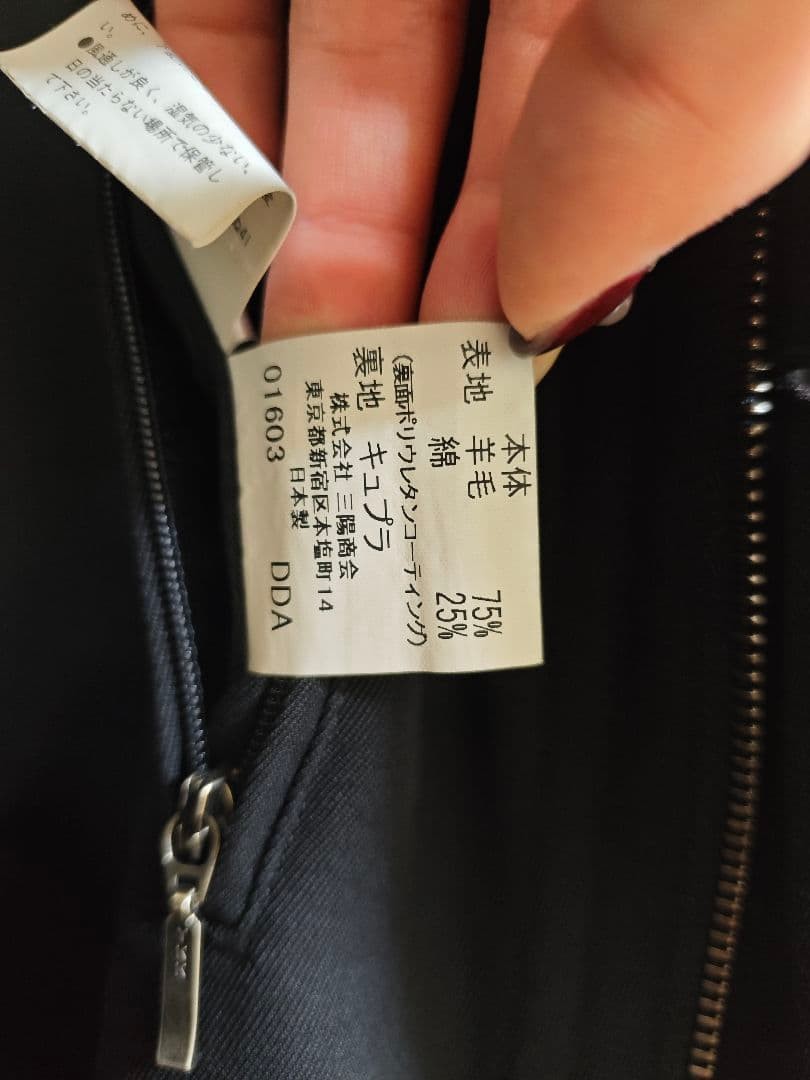 めに、
い。
●風通しが良く、湿気の少ない、
日の当たらない場所で保管し
て下さい。
本体
表地 羊毛 75%
綿 25%
(裏面ポリウレタンコーティング)
裏地 キュプラ
株式会社 三陽商会
東京都新宿区本塩町14
日本製
01603 DDA
YKK